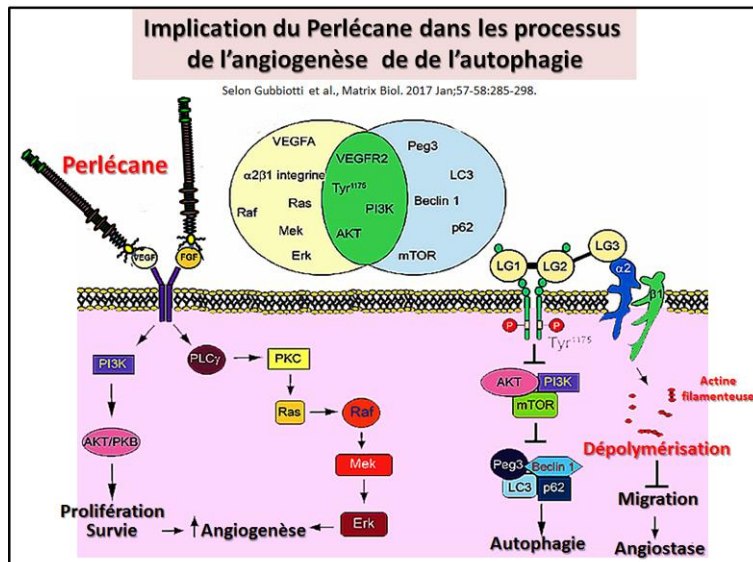 Implication du Perlécane dans les processus
de l'angiogenèse de de l'autophagie
Selon Gubbiotti et al., Matrix Biol. 2017 Jan;57-58:285-298.
Perlécane
VEGF
FGF
VEGFA
α2β1 integrine
Raf
Ras
Mek
Erk
VEGFR2
Tyr1175
PI3K
AKT
Peg3
LC3
Beclin 1
p62
mTOR
LG1
LG2
LG3
α2
β1
P
P
Tyr1175
PI3K
PLCγ
PKC
Ras
Raf
AKT/PKB
Mek
Erk
Prolifération
Survie
↑Angiogenèse
AKT
PI3K
mTOR
Peg3
Beclin 1
LC3
p62
Autophagie
Actine
filamenteuse
Dépolymérisation
Migration
Angiostase